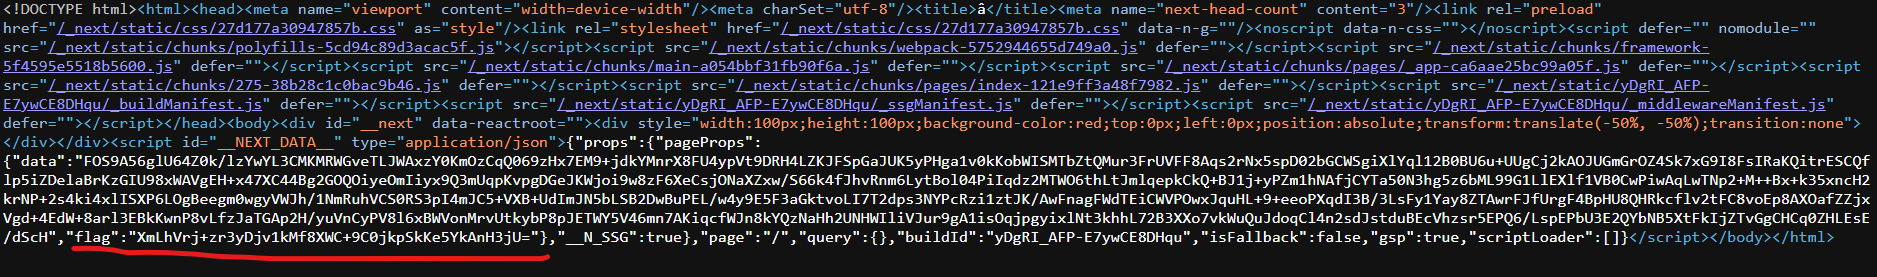 <!DOCTYPE html><html><head><meta name="viewport" content="width=device-width"/><meta charSet="utf-8"/><title>â</title><meta name="next-head-count" content="3"/><link rel="preload"
href="/_next/static/css/27d177a30947857b.css" as="style"/><link rel="stylesheet" href="/_next/static/css/27d177a30947857b.css" data-n-g=""/><noscript data-n-css=""></noscript><script defer="" nomodule=""
src="/_next/static/chunks/polyfills-5cd94c89d3acac5f.js"></script><script src="/_next/static/chunks/webpack-5752944655d749a0.js" defer=""></script><script src="/_next/static/chunks/framework-
5f4595e5518b5600.js" defer=""></script><script src="/_next/static/chunks/main-a054bbf31fb90f6a.js" defer=""></script><script src="/_next/static/chunks/pages/_app-ca6aae25bc99a05f.js" defer=""></script><script
src="/_next/static/chunks/275-38b28c1c0bac9b46.js" defer=""></script><script src="/_next/static/chunks/pages/index-121e9ff3a48f7982.js" defer=""></script><script src="/_next/static/yDgRI_AFP-
E7ywCE8DHqu/_buildManifest.js" defer=""></script><script src="/_next/static/yDgRI_AFP-E7ywCE8DHqu/_ssgManifest.js" defer=""></script><script src="/_next/static/yDgRI_AFP-E7ywCE8DHqu/_middlewareManifest.js"
defer=""></script></head><body><div id="__next" data-reactroot=""><div style="width:100px;height:100px;background-color:red;top:0px;left:0px;position:absolute;transform:translate(-50%, -50%);transition:none">
</div></div><script id="__NEXT_DATA__" type="application/json">{"props":{"pageProps":
{"data":"FOS9A56glU64Z0k/lzYwYL3CMKMRWGveTLJWAxzY0KmOzCqQ069zHx7EM9+jdkYMnrX8FU4ypVt9DRH4LZKJFSpGaJUK5yPHga1v0kKobWISMTbZtQMur3FrUVFF8Aqs2rNx5spD02bGCWSgiXlYql12B0BU6u+UUgCj2kAOJUGmGrOZ4Sk7xG9I8FsIRaKQitrESCQf
lp5iZDelaBrKzGIU98xWAVgEH+x47XC44Bg2GOQOiyeOmIiyx9Q3mUqpKvpgDGeJKWJoi9w8zF6XeCsjONaXZxw/S66k4fJhvRnm6LytBol04PiIqdz2MTWO6thLtJmlqepkCkQ+BJ1j+yPZm1hNAfjCYTa50N3hg5z6bML99G1LlEXlf1VB0CwPiwAqLwTNp2+M++Bx+k35xncH2
krNP+2s4ki4xlISXP6LOgBeegm0wgyVWJh/1NmRuhVCS0RS3pI4mJC5+VXB+UdImJN5bLSB2DwBuPEL/w4y9E5F3aGktvoLI7T2dps3NYPcRzi1ztJK/AwFnagFWdTEiCWVPOwxJquHL+9+eeoPXqdI3B/3LsFy1Yay8ZTAwrFJfUrgF4BpHU8QHRkcflv2tFC8voEp8AXOafZZjx
Vgd+4EdW+8arl3EBkKwnP8vLfzJaTGAp2H/yuVnCyPV8l6xBWVonMrvUtkybP8pJETWY5V46mn7AKiqcfWJn8kYQzNaHh2UNHWIliVJur9gA1isOqjpgyixlNt3khhL72B3XXo7vkWuQuJdoqCl4n2sdJstduBEcVhzsr5EPQ6/LspEPbU3E2QYbNB5XtFkIjZTvGgCHCq0ZHLEsE
/dScH","flag":"XmLhVrj+zr3yDjv1kMf8XWC+9C0jkpSkKe5YkAnH3jU="},"__N_SSG":true},"page":"/","query":{},"buildId":"yDgRI_AFP-E7ywCE8DHqu","isFallback":false,"gsp":true,"scriptLoader":[]}</script></body></html>